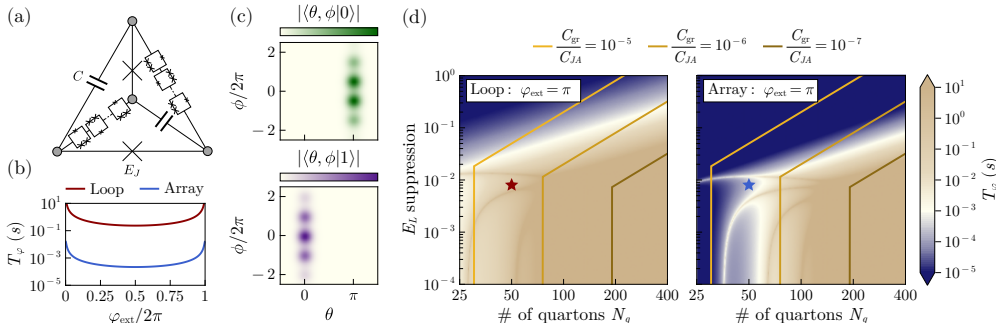 (a)
C
E_J
(b)
Loop
Array
T_φ (s)
10^1
10^{-1}
10^{-3}
10^{-5}
0 0.25 0.50 0.75 1
φ_ext/2π
(c)
|⟨θ, ϕ|0⟩|
ϕ/2π
2
0
−2
|⟨θ, ϕ|1⟩|
ϕ/2π
2
0
−2
0 π
θ
(d)
C_gr/C_JA = 10^{-5}
C_gr/C_JA = 10^{-6}
C_gr/C_JA = 10^{-7}
Loop : φ_ext = π
E_L suppression
10^0
10^{-1}
10^{-2}
10^{-3}
10^{-4}
25 50 100 200 400
# of quartons N_q
Array : φ_ext = π
25 50 100 200 400
# of quartons N_q
10^1
10^0
10^{-1}
10^{-2}
10^{-3}
10^{-4}
10^{-5}
T_φ (s)